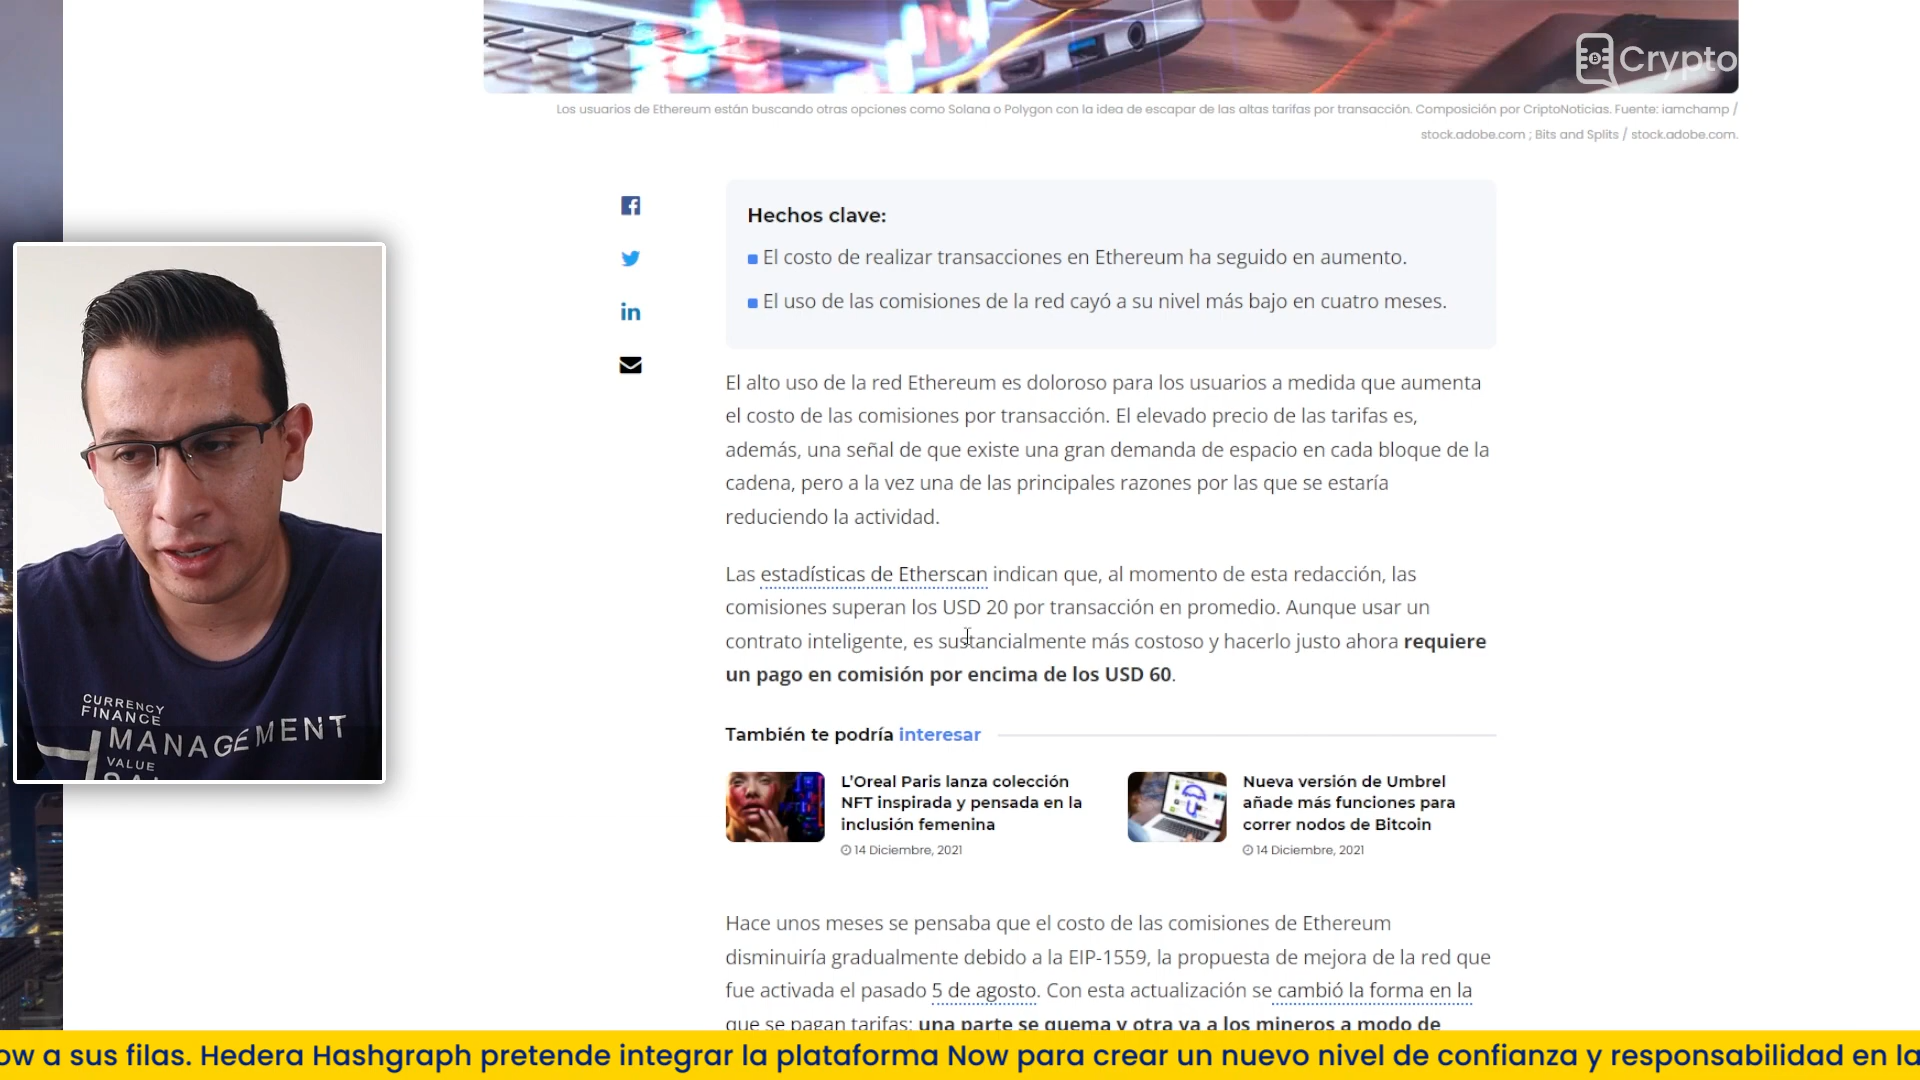 Crypto
Los usuarios de Ethereum están buscando otras opciones como Solana o Polygon con la idea de escapar de las altas tarifas por transacción. Composición por CriptoNoticias. Fuente: iamchamp /
stock.adobe.com ; Bits and Splits / stock.adobe.com.
Hechos clave:
El costo de realizar transacciones en Ethereum ha seguido en aumento.
El uso de las comisiones de la red cayó a su nivel más bajo en cuatro meses.
El alto uso de la red Ethereum es doloroso para los usuarios a medida que aumenta
el costo de las comisiones por transacción. El elevado precio de las tarifas es,
además, una señal de que existe una gran demanda de espacio en cada bloque de la
cadena, pero a la vez una de las principales razones por las que se estaría
reduciendo la actividad.
Las estadísticas de Etherscan indican que, al momento de esta redacción, las
comisiones superan los USD 20 por transacción en promedio. Aunque usar un
contrato inteligente, es sustancialmente más costoso y hacerlo justo ahora requiere
un pago en comisión por encima de los USD 60.
También te podría interesar
L'Oreal Paris lanza colección
NFT inspirada y pensada en la
inclusión femenina
14 Diciembre, 2021
Nueva versión de Umbrel
añade más funciones para
correr nodos de Bitcoin
14 Diciembre, 2021
Hace unos meses se pensaba que el costo de las comisiones de Ethereum
disminuiría gradualmente debido a la EIP-1559, la propuesta de mejora de la red que
fue activada el pasado 5 de agosto. Con esta actualización se cambió la forma en la
que se pagan tarifas: una parte se quema y otra va a los mineros a modo de
CURRENCY
FINANCE
MANAGEMENT
VALUE
ow a sus filas. Hedera Hashgraph pretende integrar la plataforma Now para crear un nuevo nivel de confianza y responsabilidad en la